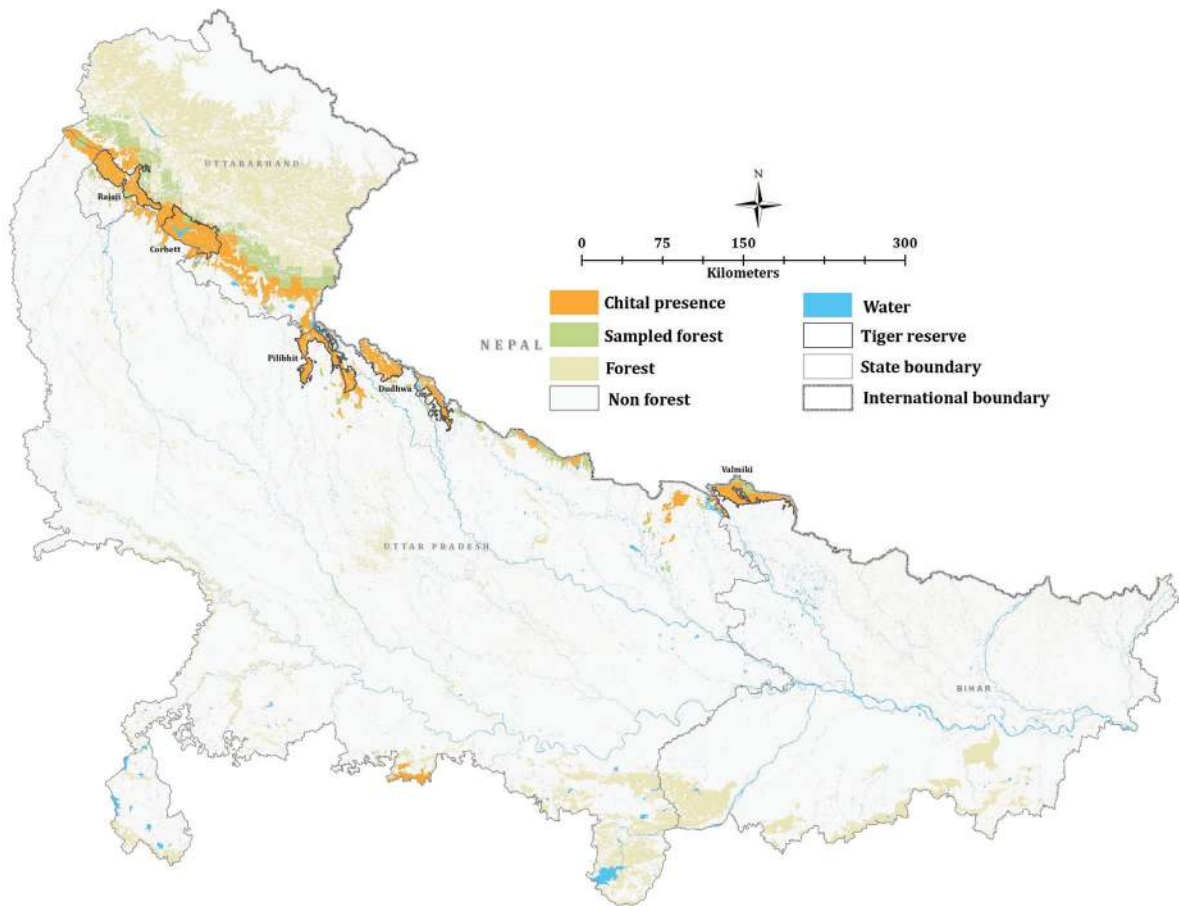 UTTARAKHAND
N
Rajaji
Corbett
0 75 150 300
Kilometers
Chital presence
Water
Sampled forest
Tiger reserve
NEPAL
Forest
State boundary
Non forest
International boundary
Pilibhit
Dudhwa
Valmiki
UTTAR PRADESH
BIHAR